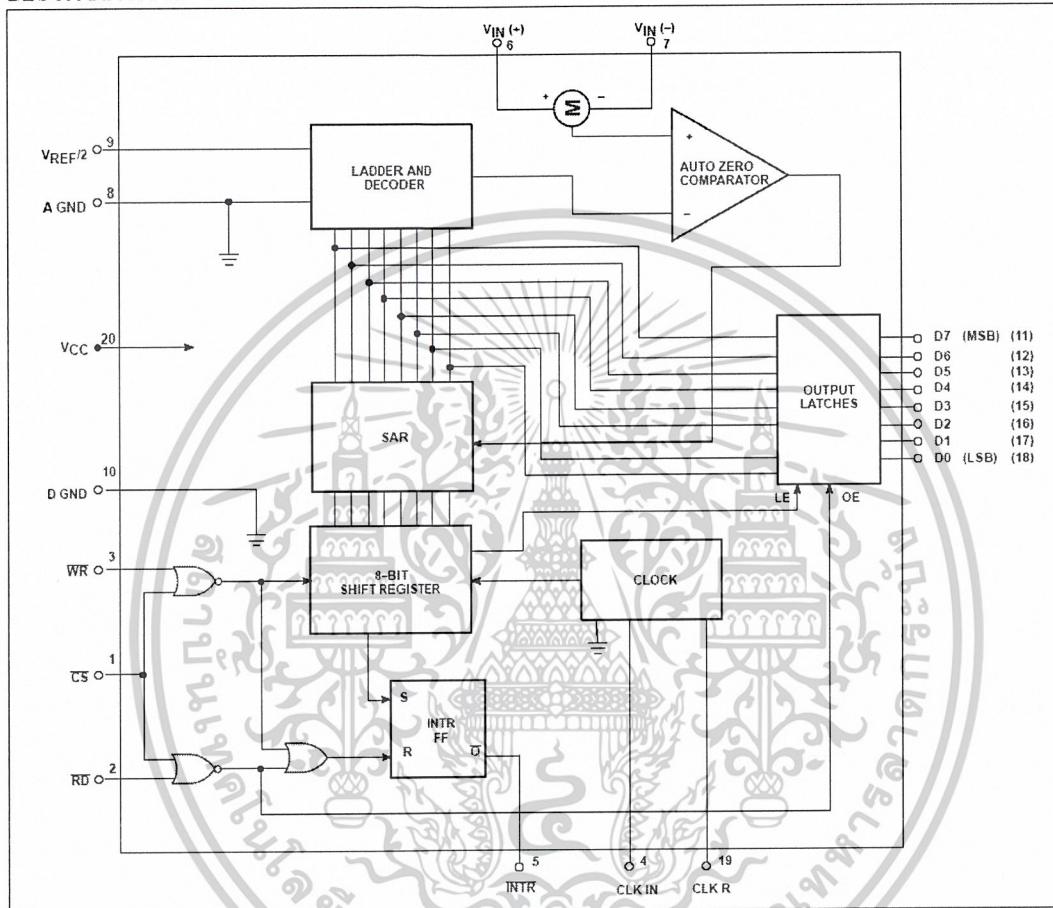 VIN (+)
6
VIN (–)
7
+
–
M
VREF/2
9
A GND
8
LADDER AND
DECODER
+
–
AUTO ZERO
COMPARATOR
VCC
20
SAR
OUTPUT
LATCHES
LE
OE
D7 (MSB) (11)
D6 (12)
D5 (13)
D4 (14)
D3 (15)
D2 (16)
D1 (17)
D0 (LSB) (18)
D GND
10
WR
3
8–BIT
SHIFT REGISTER
CLOCK
CS
1
S
INTR
FF
R
Q
RD
2
5
INTR
4
CLK IN
19
CLK R